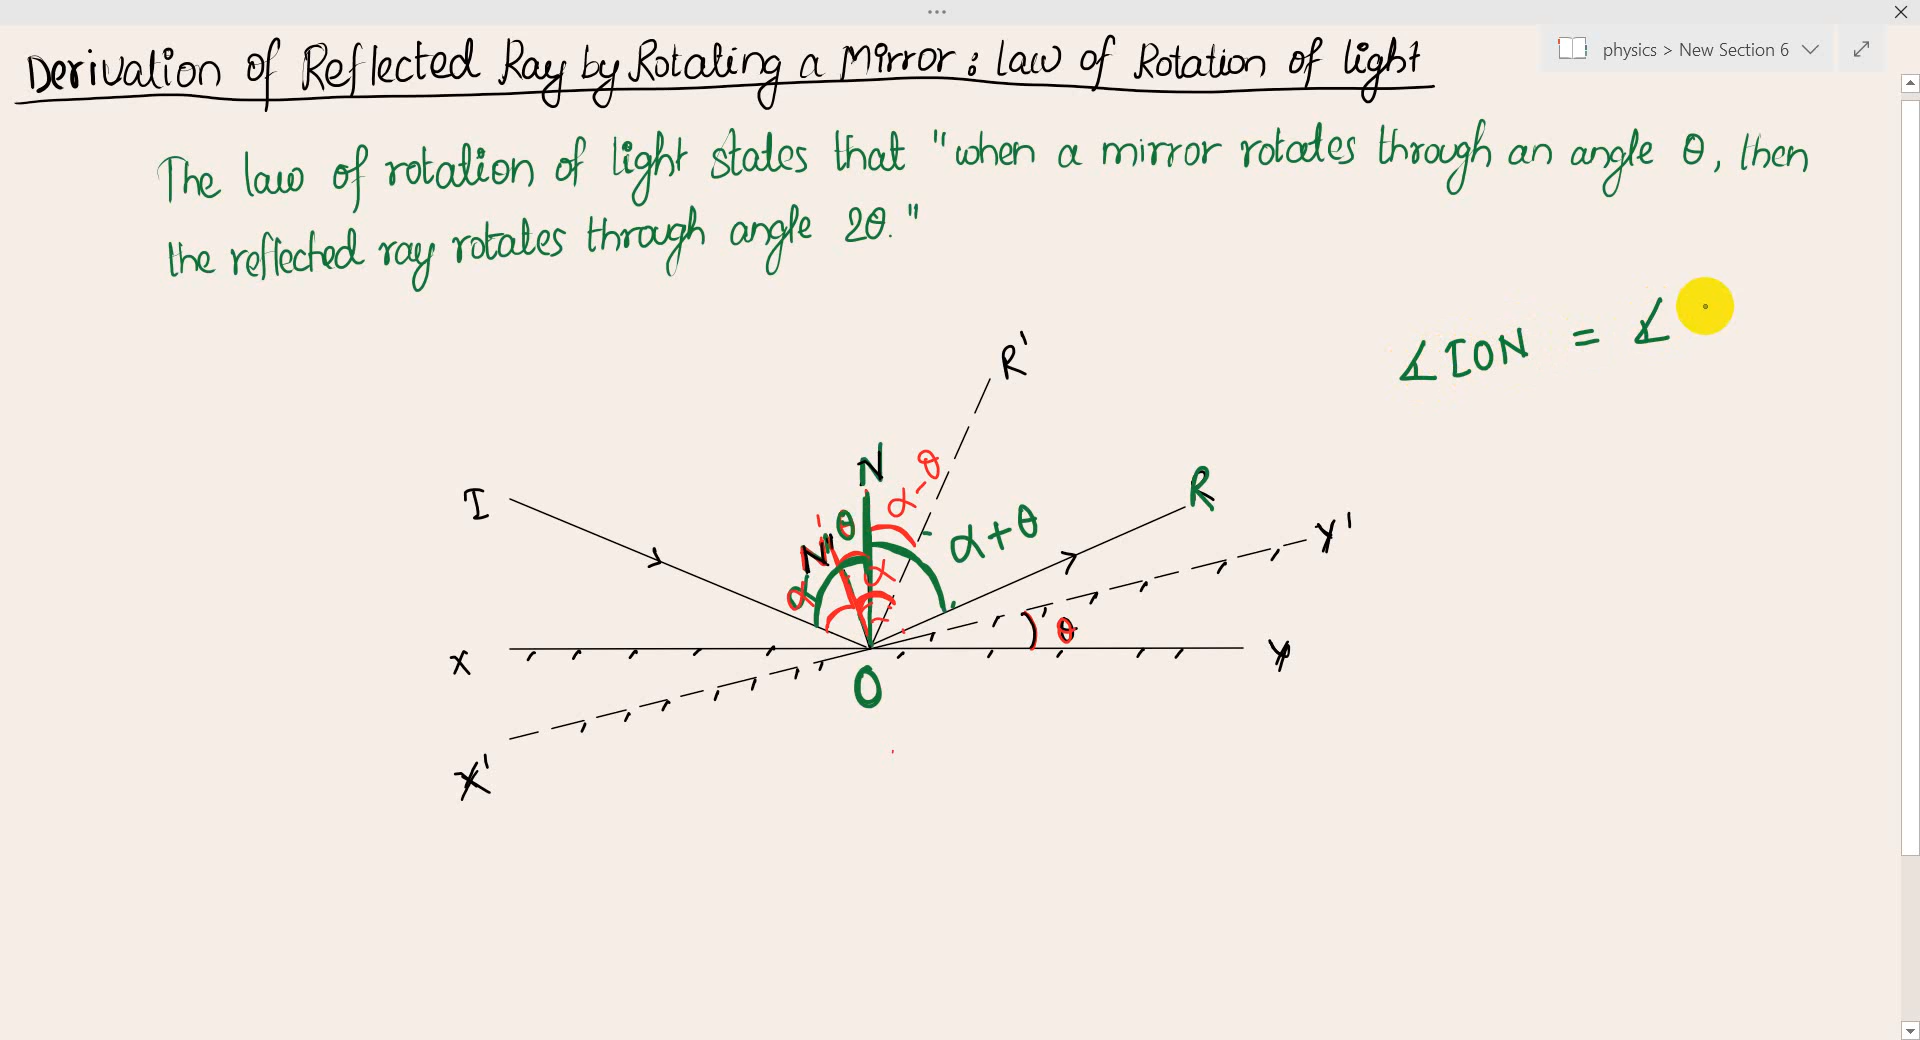 Derivation of Reflected Ray by Rotating a Mirror: law of Rotation of light
physics > New Section 6
The law of rotation of light states that "when a mirror rotates through an angle θ, then
the reflected ray rotates through angle 2θ."
∡ION = ∡
R'
N
α-θ
I
R
θ
α+θ
Y'
N'
α
α
θ
X
Y
O
X'